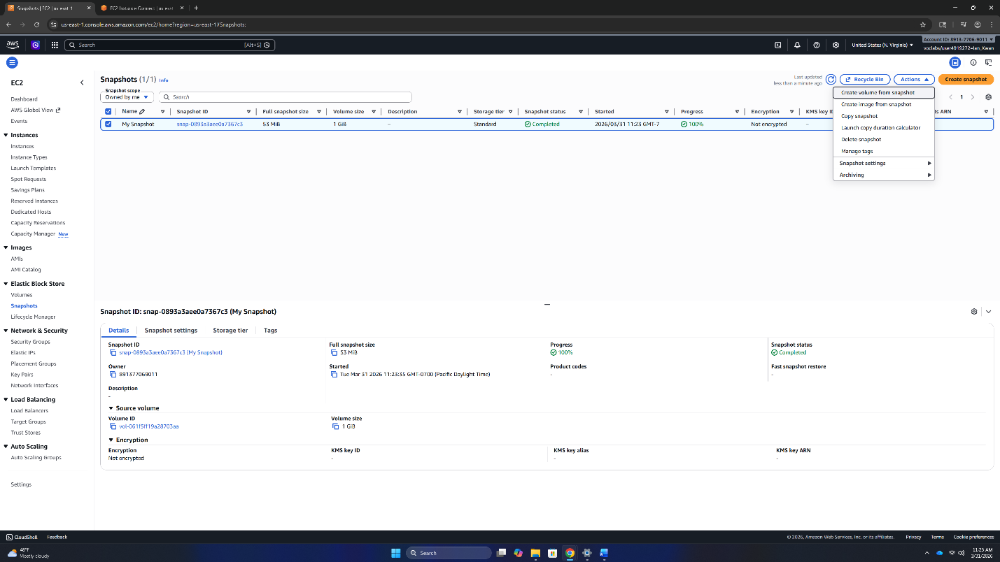 Snapshots | EC2 | us-east-1
EC2 Instance Connect | us-east
us-east-1.console.aws.amazon.com/ec2/home?region=us-east-1#Snapshots:
aws
Search [Alt+S]
United States (N. Virginia)
Account ID: 8913-7706-9011
voclabs/user4919272=Ian_Kwan
EC2
Dashboard
AWS Global View
Events
Instances
Instances
Instance Types
Launch Templates
Spot Requests
Savings Plans
Reserved Instances
Dedicated Hosts
Capacity Reservations
Capacity Manager New
Images
AMIs
AMI Catalog
Elastic Block Store
Volumes
Snapshots
Lifecycle Manager
Network & Security
Security Groups
Elastic IPs
Placement Groups
Key Pairs
Network Interfaces
Load Balancing
Load Balancers
Target Groups
Trust Stores
Auto Scaling
Auto Scaling Groups
Settings
Snapshots (1/1) Info
Last updated
less than a minute ago
Recycle Bin
Actions
Create snapshot
Snapshot scope
Owned by me
Search
1
Name Snapshot ID Full snapshot size Volume size Description Storage tier Snapshot status Started Progress Encryption KMS key ID ts ARN
My Snapshot snap-0893a3aee0a7367c3 53 MiB 1 GiB – Standard Completed 2026/03/31 11:23 GMT-7 100% Not encrypted –
Create volume from snapshot
Create image from snapshot
Copy snapshot
Launch copy duration calculator
Delete snapshot
Manage tags
Snapshot settings
Archiving
Snapshot ID: snap-0893a3aee0a7367c3 (My Snapshot)
Details Snapshot settings Storage tier Tags
Snapshot ID Full snapshot size Progress Snapshot status
snap-0893a3aee0a7367c3 (My Snapshot) 53 MiB 100% Completed
Owner Started Product codes Fast snapshot restore
891377069011 Tue Mar 31 2026 11:23:35 GMT-0700 (Pacific Daylight Time) - -
Description
-
Source volume
Volume ID Volume size
vol-061f5ff19a28703aa 1 GiB
Encryption
Encryption KMS key ID KMS key alias KMS key ARN
Not encrypted - - -
CloudShell Feedback
© 2026, Amazon Web Services, Inc. or its affiliates. Privacy Terms Cookie preferences
48°F
Mostly cloudy
Search
11:25 AM
3/31/2026